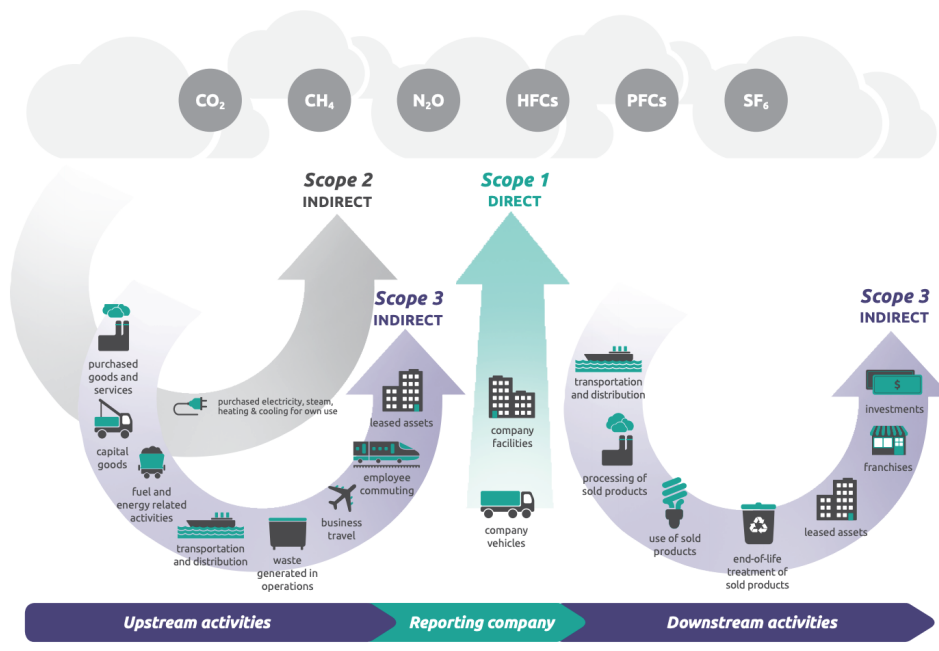 CO₂
CH₄
N₂O
HFCs
PFCs
SF₆
Scope 2
INDIRECT
Scope 1
DIRECT
Scope 3
INDIRECT
Scope 3
INDIRECT
purchased
goods and
services
capital
goods
fuel and
energy related
activities
transportation
and distribution
waste
generated in
operations
business
travel
employee
commuting
leased assets
purchased electricity, steam,
heating & cooling for own use
company
facilities
company
vehicles
transportation
and distribution
processing of
sold products
use of sold
products
end-of-life
treatment of
sold products
leased assets
franchises
$
investments
Upstream activities
Reporting company
Downstream activities